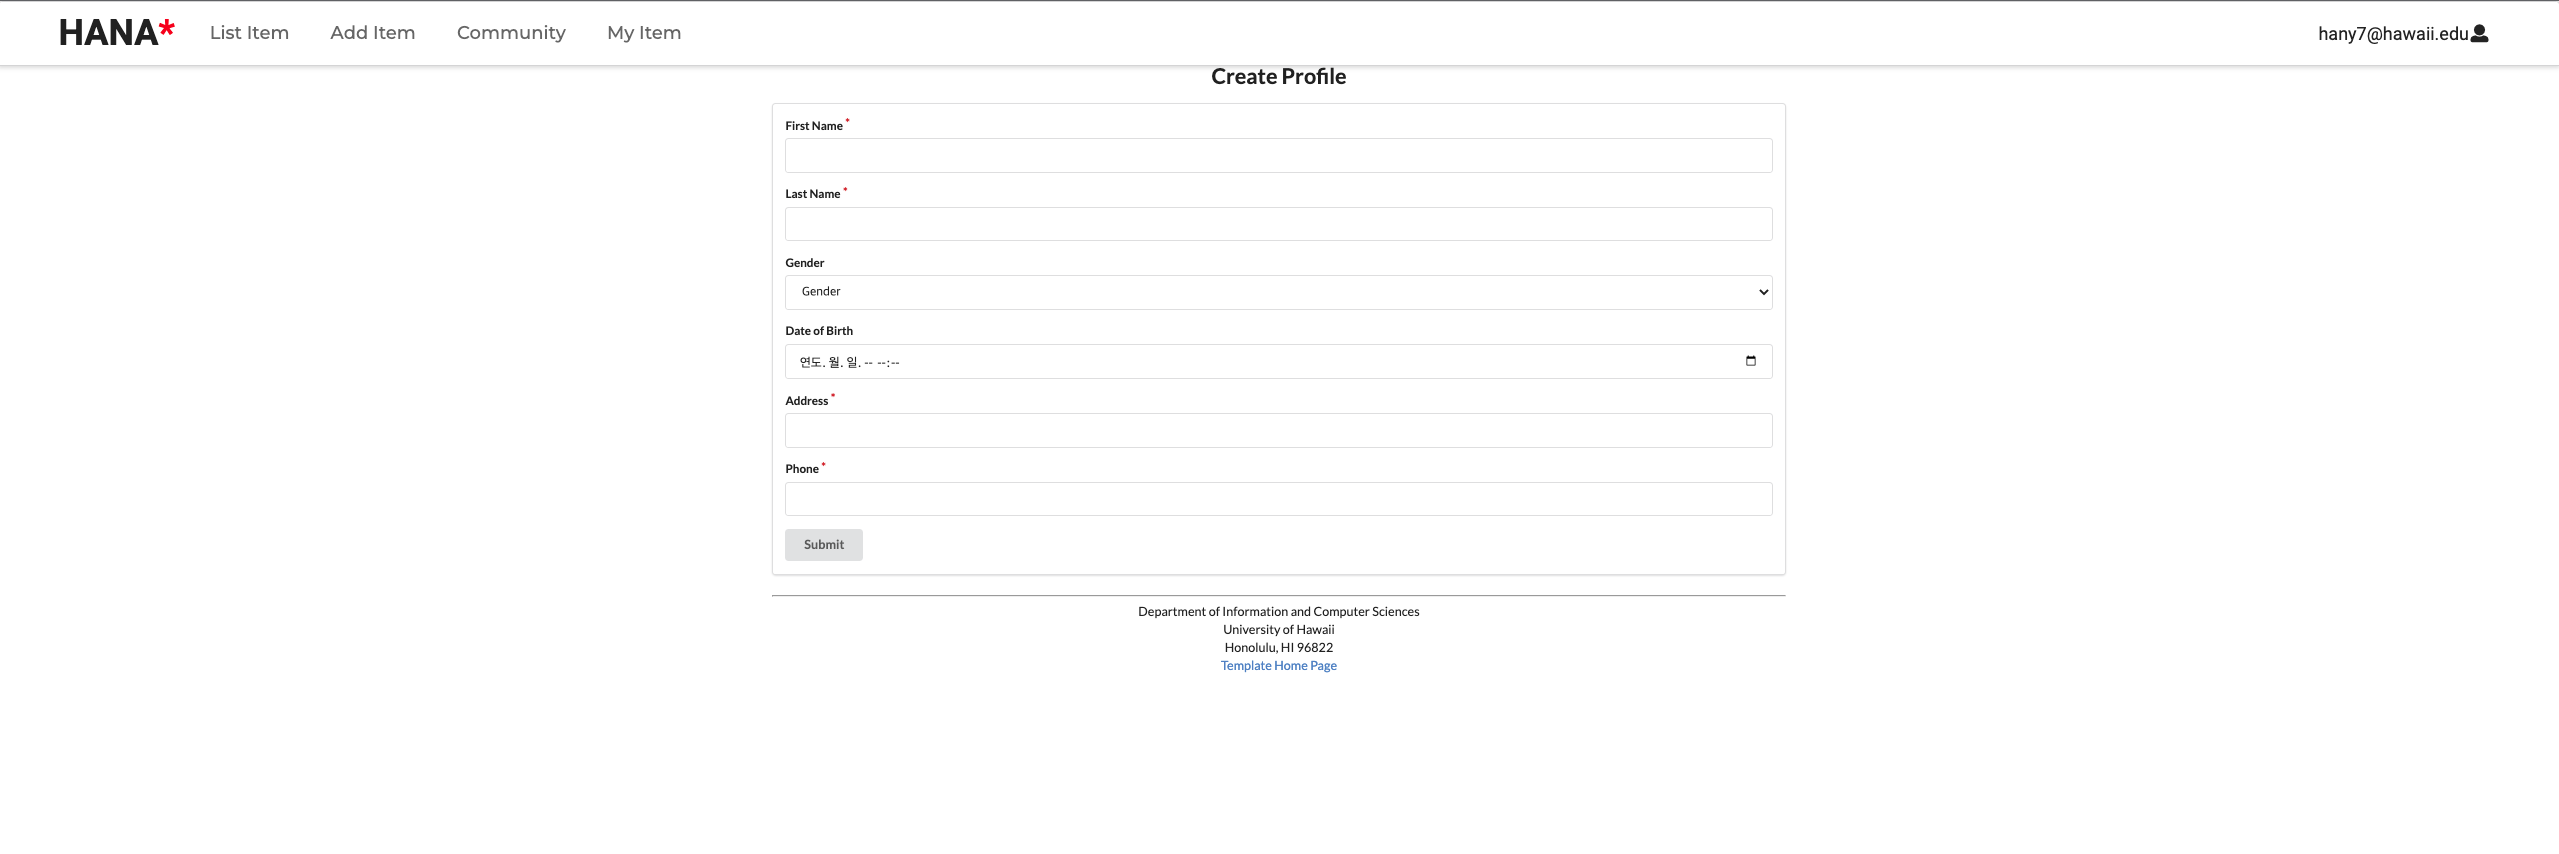 HANA* List Item Add Item Community My Item hany7@hawaii.edu
Create Profile
First Name *
Last Name *
Gender
Gender
Date of Birth
연도. 월. 일. -- --:--
Address *
Phone *
Submit
Department of Information and Computer Sciences
University of Hawaii
Honolulu, HI 96822
Template Home Page